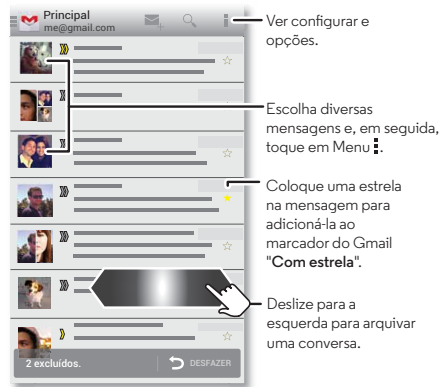 Principal
me@gmail.com
Ver configurar e
opções.
Escolha diversas
mensagens e, em seguida,
toque em Menu .
Coloque uma estrela
na mensagem para
adicioná-la ao
marcador do Gmail
"Com estrela".
Deslize para a
esquerda para arquivar
uma conversa.
2 excluídos.
DESFAZER